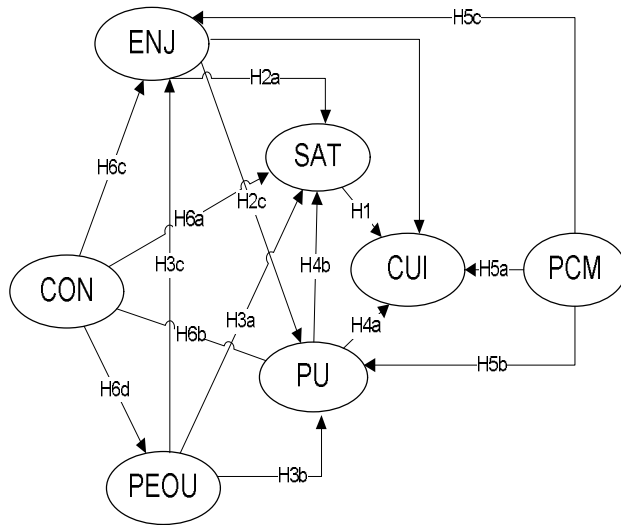 H5c
ENJ
H2a
SAT
H6c
H6a
H2c
H1
H3c
H4b
CUI
H5a
PCM
CON
H3a
H6b
H4a
H5b
PU
H6d
H3b
PEOU